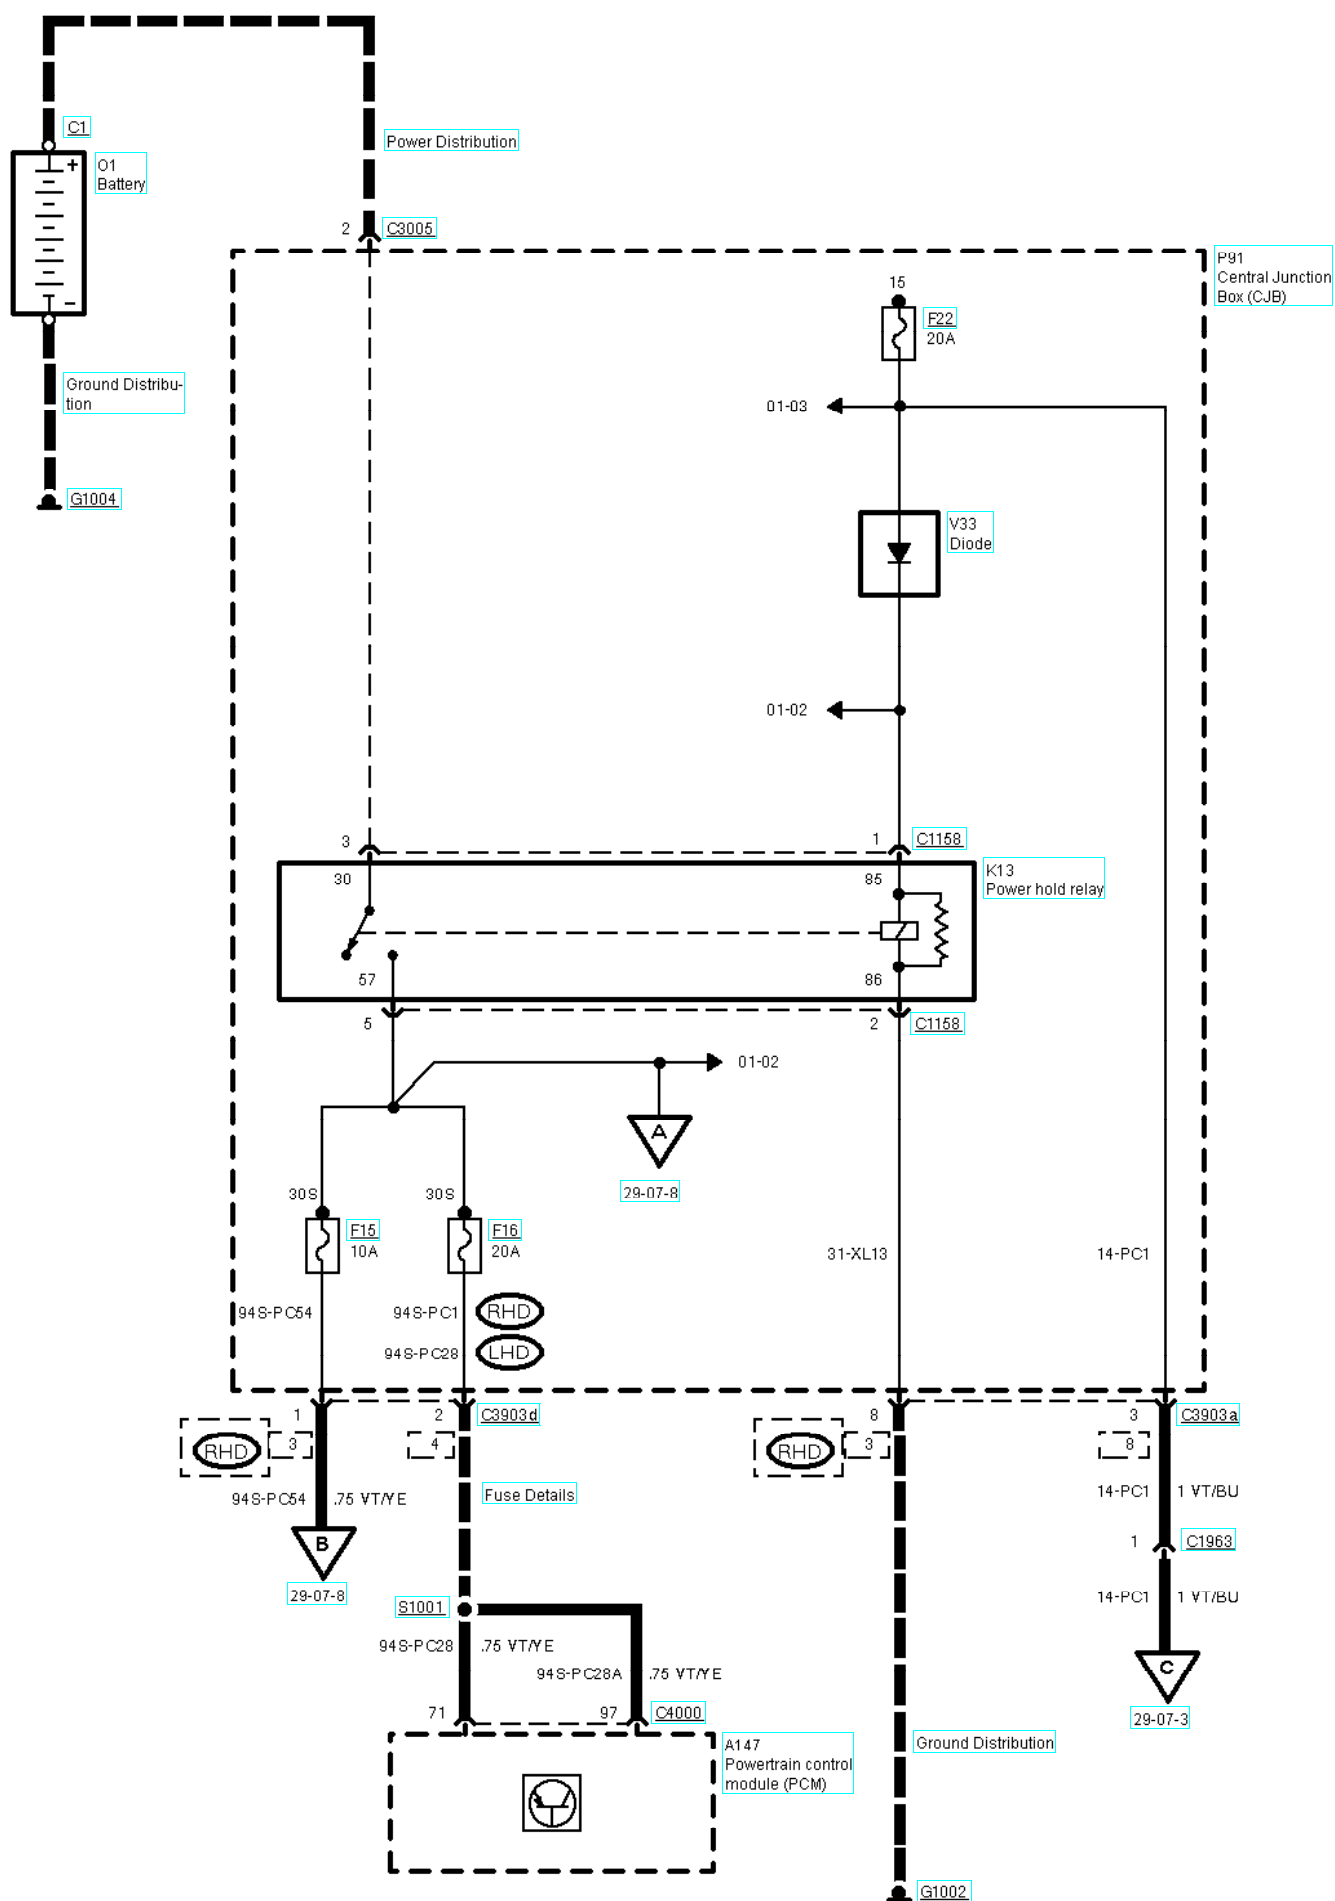 C1
+
01
Battery
–
Power Distribution
2
C3005
P91
Central Junction
Box (CJB)
15
F22
20A
Ground Distribu-
tion
01-03
G1004
V33
Diode
01-02
3
1
C1158
30
85
K13
Power hold relay
57
86
5
2
C1158
01-02
A
29-07-8
30S
30S
F15
10A
F16
20A
31-XL13
14-PC1
94S-PC54
94S-PC1
RHD
94S-PC28
LHD
1
2
C3903d
8
3
C3903a
RHD
3
4
RHD
3
8
94S-PC54
.75 VT/YE
Fuse Details
14-PC1
1 VT/BU
B
1
C1963
29-07-8
14-PC1
1 VT/BU
S1001
94S-PC28
.75 VT/YE
94S-PC28A
.75 VT/YE
C
71
97
C4000
29-07-3
A147
Powertrain control
module (PCM)
Ground Distribution
G1002